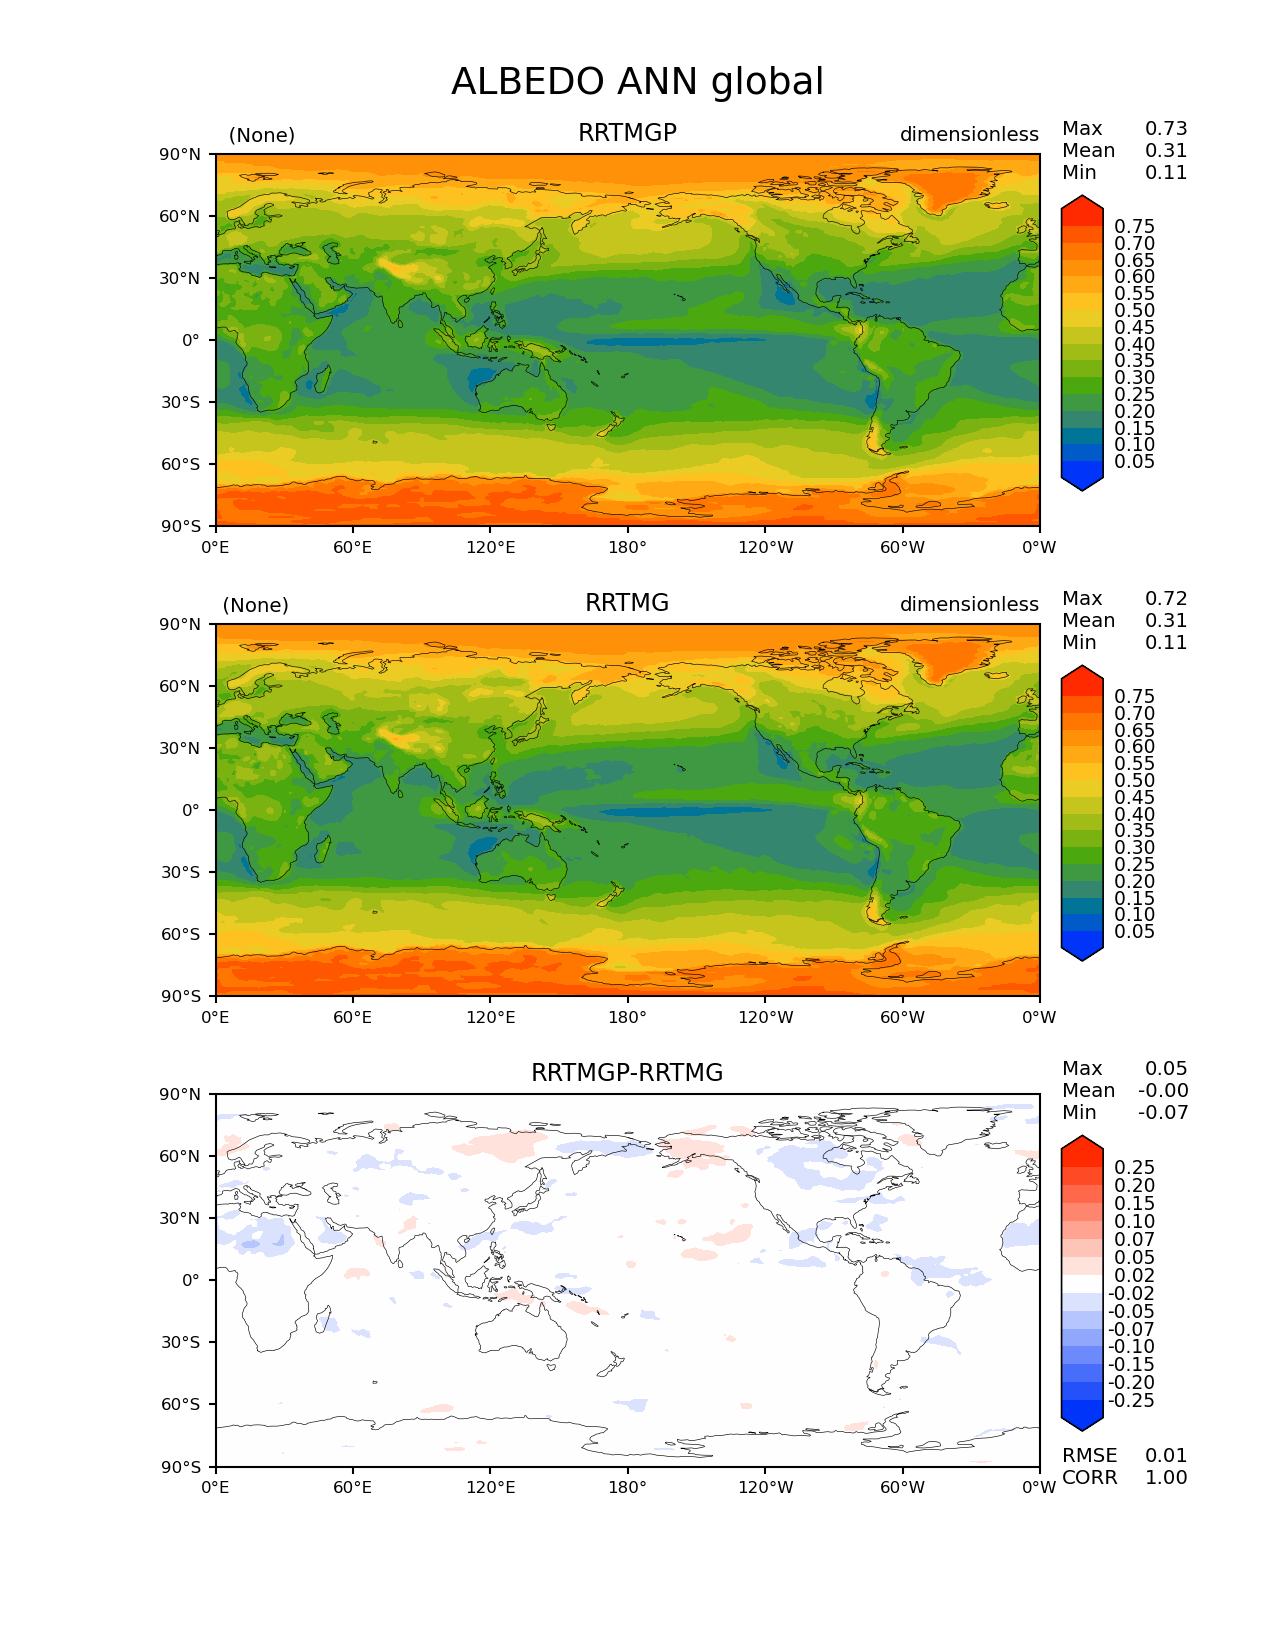 ALBEDO ANN global
(None) RRTMGP dimensionless
Max 0.73
Mean 0.31
Min 0.11
90°N
60°N
30°N
0°
30°S
60°S
90°S
0°E 60°E 120°E 180° 120°W 60°W 0°W
0.75
0.70
0.65
0.60
0.55
0.50
0.45
0.40
0.35
0.30
0.25
0.20
0.15
0.10
0.05
(None) RRTMG dimensionless
Max 0.72
Mean 0.31
Min 0.11
90°N
60°N
30°N
0°
30°S
60°S
90°S
0°E 60°E 120°E 180° 120°W 60°W 0°W
0.75
0.70
0.65
0.60
0.55
0.50
0.45
0.40
0.35
0.30
0.25
0.20
0.15
0.10
0.05
RRTMGP-RRTMG
Max 0.05
Mean -0.00
Min -0.07
90°N
60°N
30°N
0°
30°S
60°S
90°S
0°E 60°E 120°E 180° 120°W 60°W 0°W
0.25
0.20
0.15
0.10
0.07
0.05
0.02
-0.02
-0.05
-0.07
-0.10
-0.15
-0.20
-0.25
RMSE 0.01
CORR 1.00